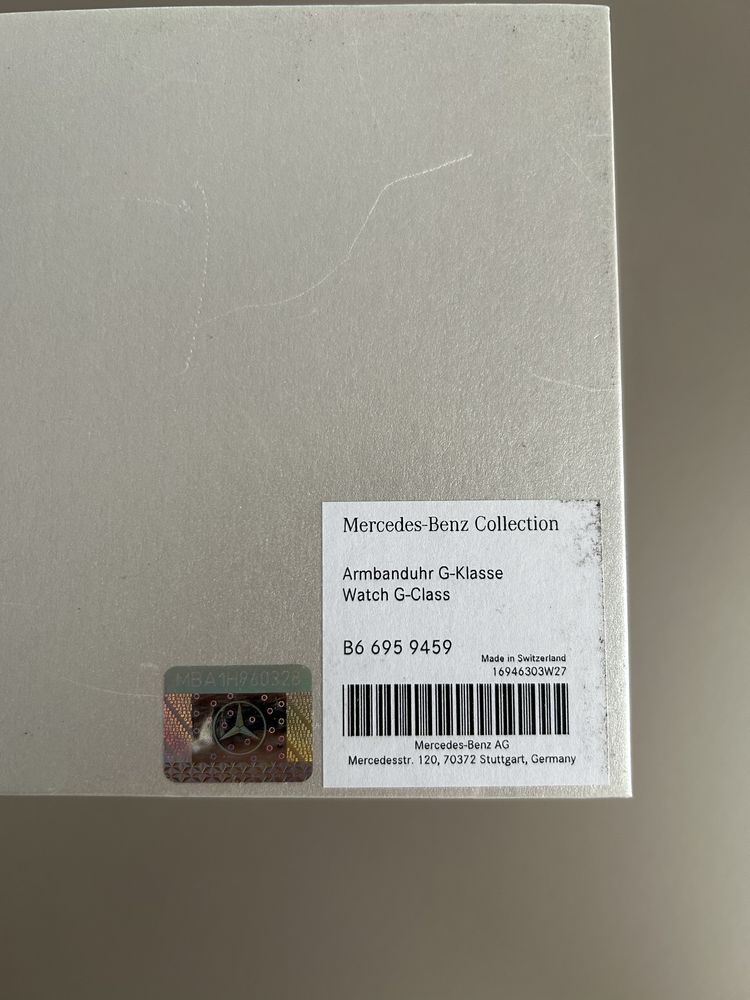 Mercedes-Benz Collection
Armbanduhr G-Klasse
Watch G-Class
B6 695 9459
Made in Switzerland
16946303W27
Mercedes-Benz AG
Mercedesstr. 120, 70372 Stuttgart, Germany
MBA1H960328